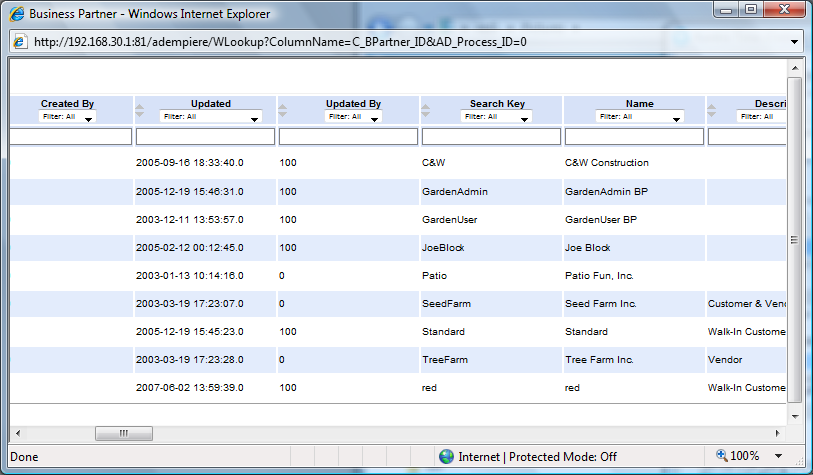 Business Partner - Windows Internet Explorer
http://192.168.30.1:81/adempiere/WLookup?ColumnName=C_BPartner_ID&AD_Process_ID=0
Created By Updated Updated By Search Key Name Descri
Filter: All Filter: All Filter: All Filter: All Filter: All Filter: All
2005-09-16 18:33:40.0 100 C&W C&W Construction
2005-12-19 15:46:31.0 100 GardenAdmin GardenAdmin BP
2003-12-11 13:53:57.0 100 GardenUser GardenUser BP
2005-02-12 00:12:45.0 100 JoeBlock Joe Block
2003-01-13 10:14:16.0 0 Patio Patio Fun, Inc.
2003-03-19 17:23:07.0 0 SeedFarm Seed Farm Inc. Customer & Vend
2005-12-19 15:45:23.0 100 Standard Standard Walk-In Custome
2003-03-19 17:23:28.0 0 TreeFarm Tree Farm Inc. Vendor
2007-06-02 13:59:39.0 100 red red Walk-In Custome
Done Internet | Protected Mode: Off 100%